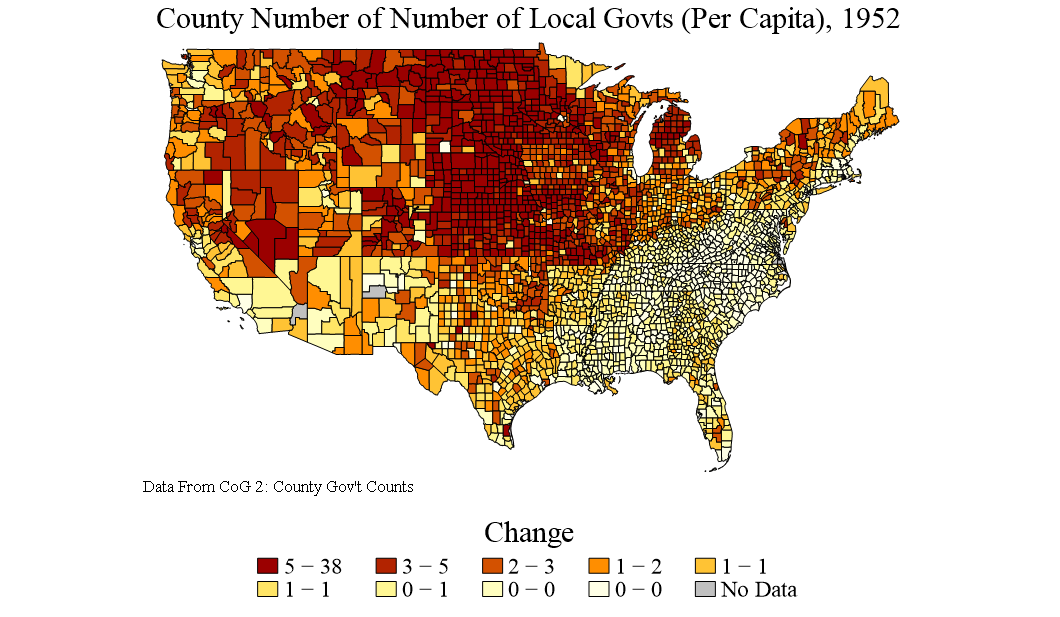 County Number of Number of Local Govts (Per Capita), 1952
Data From CoG 2: County Gov't Counts
Change
5 − 38 3 − 5 2 − 3 1 − 2 1 − 1
1 − 1 0 − 1 0 − 0 0 − 0 No Data